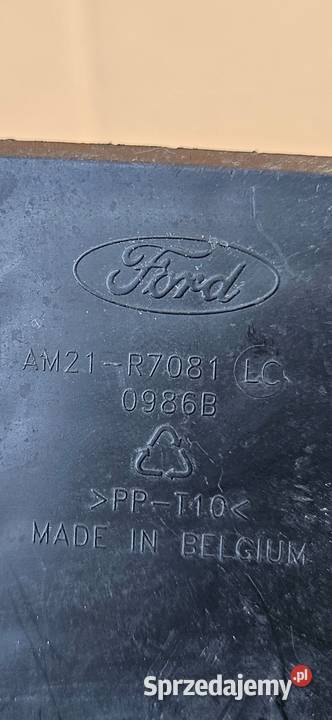 Ford
AM21-R7081 LC
0986B
>PP-T10<
MADE IN BELGIUM
Sprzedajemy.pl